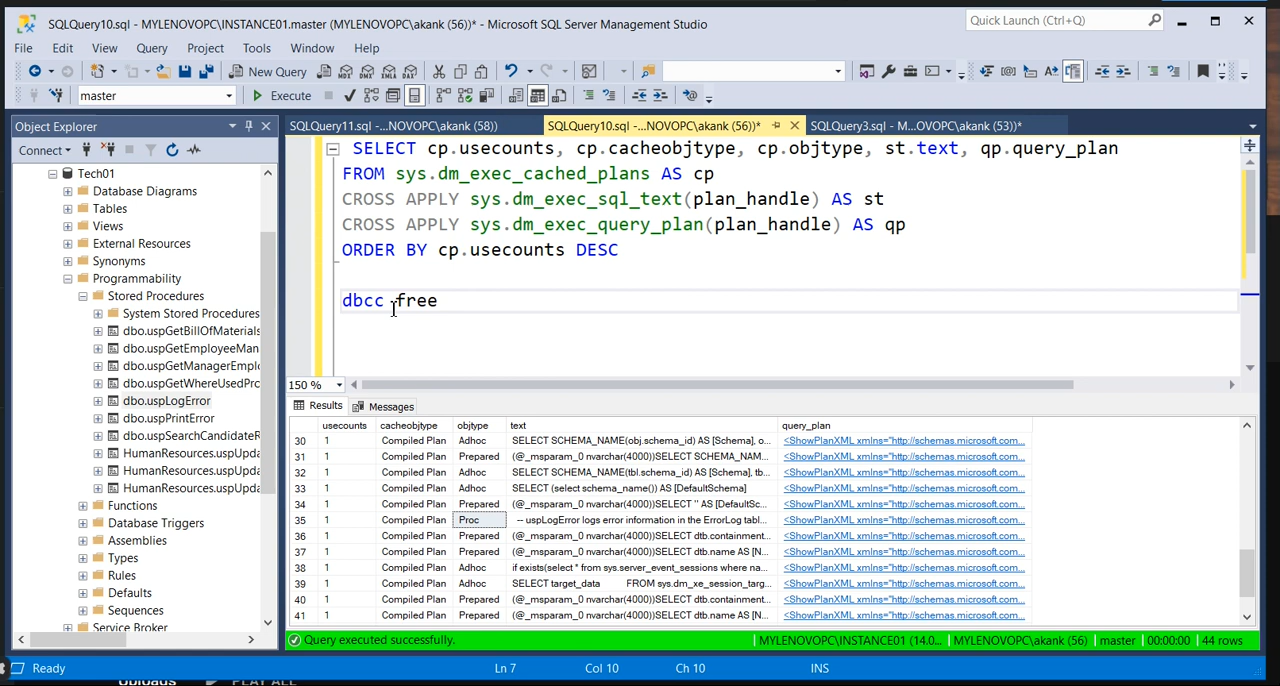 SQLQuery10.sql - MYLENOVOPC\INSTANCE01.master (MYLENOVOPC\akank (56))* - Microsoft SQL Server Management Studio
Quick Launch (Ctrl+Q)
File Edit View Query Project Tools Window Help
New Query MDX DMX XMLA DAX
master Execute
Object Explorer
SQLQuery11.sql -...NOVOPC\akank (58))
SQLQuery10.sql -...NOVOPC\akank (56))*
SQLQuery3.sql - M...OVOPC\akank (53))*
Connect
Tech01
Database Diagrams
Tables
Views
External Resources
Synonyms
Programmability
Stored Procedures
System Stored Procedures
dbo.uspGetBillOfMaterials
dbo.uspGetEmployeeMan
dbo.uspGetManagerEmplo
dbo.uspGetWhereUsedPro
dbo.uspLogError
dbo.uspPrintError
dbo.uspSearchCandidateR
HumanResources.uspUpda
HumanResources.uspUpda
HumanResources.uspUpda
Functions
Database Triggers
Assemblies
Types
Rules
Defaults
Sequences
Service Broker
SELECT cp.usecounts, cp.cacheobjtype, cp.objtype, st.text, qp.query_plan
FROM sys.dm_exec_cached_plans AS cp
CROSS APPLY sys.dm_exec_sql_text(plan_handle) AS st
CROSS APPLY sys.dm_exec_query_plan(plan_handle) AS qp
ORDER BY cp.usecounts DESC
dbcc free
150 %
Results Messages
usecounts cacheobjtype objtype text query_plan
30 1 Compiled Plan Adhoc SELECT SCHEMA_NAME(obj.schema_id) AS [Schema], o... <ShowPlanXML xmlns="http://schemas.microsoft.com...
31 1 Compiled Plan Prepared (@_msparam_0 nvarchar(4000))SELECT SCHEMA_NAM... <ShowPlanXML xmlns="http://schemas.microsoft.com...
32 1 Compiled Plan Adhoc SELECT SCHEMA_NAME(tbl.schema_id) AS [Schema], tb... <ShowPlanXML xmlns="http://schemas.microsoft.com...
33 1 Compiled Plan Adhoc SELECT (select schema_name()) AS [DefaultSchema] <ShowPlanXML xmlns="http://schemas.microsoft.com...
34 1 Compiled Plan Prepared (@_msparam_0 nvarchar(4000))SELECT '' AS [DefaultSc... <ShowPlanXML xmlns="http://schemas.microsoft.com...
35 1 Compiled Plan Proc -- uspLogError logs error information in the ErrorLog tabl... <ShowPlanXML xmlns="http://schemas.microsoft.com...
36 1 Compiled Plan Prepared (@_msparam_0 nvarchar(4000))SELECT dtb.containment... <ShowPlanXML xmlns="http://schemas.microsoft.com...
37 1 Compiled Plan Prepared (@_msparam_0 nvarchar(4000))SELECT dtb.name AS [N... <ShowPlanXML xmlns="http://schemas.microsoft.com...
38 1 Compiled Plan Adhoc if exists(select * from sys.server_event_sessions where na... <ShowPlanXML xmlns="http://schemas.microsoft.com...
39 1 Compiled Plan Adhoc SELECT target_data FROM sys.dm_xe_session_targ... <ShowPlanXML xmlns="http://schemas.microsoft.com...
40 1 Compiled Plan Prepared (@_msparam_0 nvarchar(4000))SELECT dtb.containment... <ShowPlanXML xmlns="http://schemas.microsoft.com...
41 1 Compiled Plan Prepared (@_msparam_0 nvarchar(4000))SELECT dtb.name AS [N... <ShowPlanXML xmlns="http://schemas.microsoft.com...
Query executed successfully. MYLENOVOPC\INSTANCE01 (14.0... MYLENOVOPC\akank (56) master 00:00:00 44 rows
Ready Ln 7 Col 10 Ch 10 INS
Uploads PLAY ALL